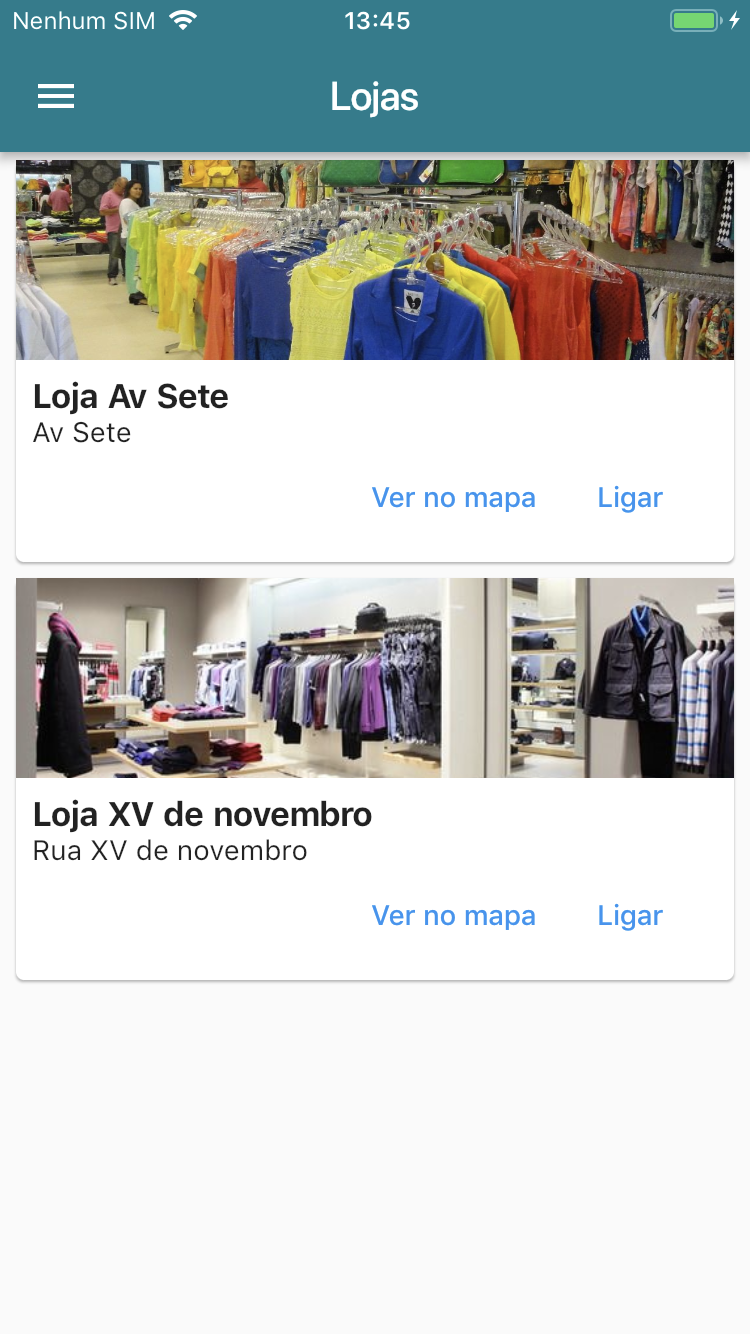 Nenhum SIM 13:45
Lojas
Loja Av Sete
Av Sete
Ver no mapa Ligar
Loja XV de novembro
Rua XV de novembro
Ver no mapa Ligar